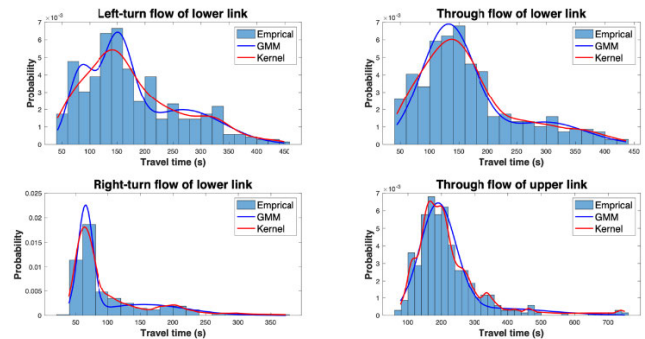 Left-turn flow of lower link
×10⁻³
Probability
7
6
5
4
3
2
1
0
Emprical
GMM
Kernel
50 100 150 200 250 300 350 400 450
Travel time (s)
Through flow of lower link
×10⁻³
Probability
7
6
5
4
3
2
1
0
Emprical
GMM
Kernel
50 100 150 200 250 300 350 400 450
Travel time (s)
Right-turn flow of lower link
Probability
0.025
0.02
0.015
0.01
0.005
0
Emprical
GMM
Kernel
50 100 150 200 250 300 350
Travel time (s)
Through flow of upper link
×10⁻³
Probability
7
6
5
4
3
2
1
0
Emprical
GMM
Kernel
100 200 300 400 500 600 700
Travel time (s)